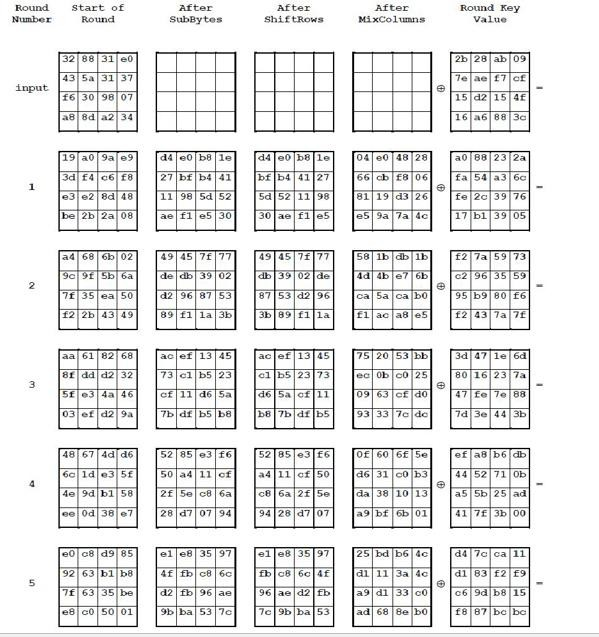 Round Start of After After After Round Key
Number Round SubBytes ShiftRows MixColumns Value
32 88 31 e0 2b 28 ab 09
43 5a 31 37 7e ae f7 cf
input ⊕ =
f6 30 98 07 15 d2 15 4f
a8 8d a2 34 16 a6 88 3c
19 a0 9a e9 d4 e0 b8 1e d4 e0 b8 1e 04 e0 48 28 a0 88 23 2a
3d f4 c6 f8 27 bf b4 41 bf b4 41 27 66 cb f8 06 fa 54 a3 6c
1 ⊕ =
e3 e2 8d 48 11 98 5d 52 5d 52 11 98 81 19 d3 26 fe 2c 39 76
be 2b 2a 08 ae f1 e5 30 30 ae f1 e5 e5 9a 7a 4c 17 b1 39 05
a4 68 6b 02 49 45 7f 77 49 45 7f 77 58 1b db 1b f2 7a 59 73
9c 9f 5b 6a de db 39 02 db 39 02 de 4d 4b e7 6b c2 96 35 59
2 ⊕ =
7f 35 ea 50 d2 96 87 53 87 53 d2 96 ca 5a ca b0 95 b9 80 f6
f2 2b 43 49 89 f1 1a 3b 3b 89 f1 1a f1 ac a8 e5 f2 43 7a 7f
aa 61 82 68 ac ef 13 45 ac ef 13 45 75 20 53 bb 3d 47 1e 6d
8f dd d2 32 73 c1 b5 23 c1 b5 23 73 ec 0b c0 25 80 16 23 7a
3 ⊕ =
5f e3 4a 46 cf 11 d6 5a d6 5a cf 11 09 63 cf d0 47 fe 7e 88
03 ef d2 9a 7b df b5 b8 b8 7b df b5 93 33 7c dc 7d 3e 44 3b
48 67 4d d6 52 85 e3 f6 52 85 e3 f6 0f 60 6f 5e ef a8 b6 db
6c 1d e3 5f 50 a4 11 cf a4 11 cf 50 d6 31 c0 b3 44 52 71 0b
4 ⊕ =
4e 9d b1 58 2f 5e c8 6a c8 6a 2f 5e da 38 10 13 a5 5b 25 ad
ee 0d 38 e7 28 d7 07 94 94 28 d7 07 a9 bf 6b 01 41 7f 3b 00
e0 c8 d9 85 e1 e8 35 97 e1 e8 35 97 25 bd b6 4c d4 7c ca 11
92 63 b1 b8 4f fb c8 6c fb c8 6c 4f d1 11 3a 4c d1 83 f2 f9
5 ⊕ =
7f 63 35 be d2 fb 96 ae 96 ae d2 fb a9 d1 33 c0 c6 9d b8 15
e8 c0 50 01 9b ba 53 7c 7c 9b ba 53 ad 68 8e b0 f8 87 bc bc